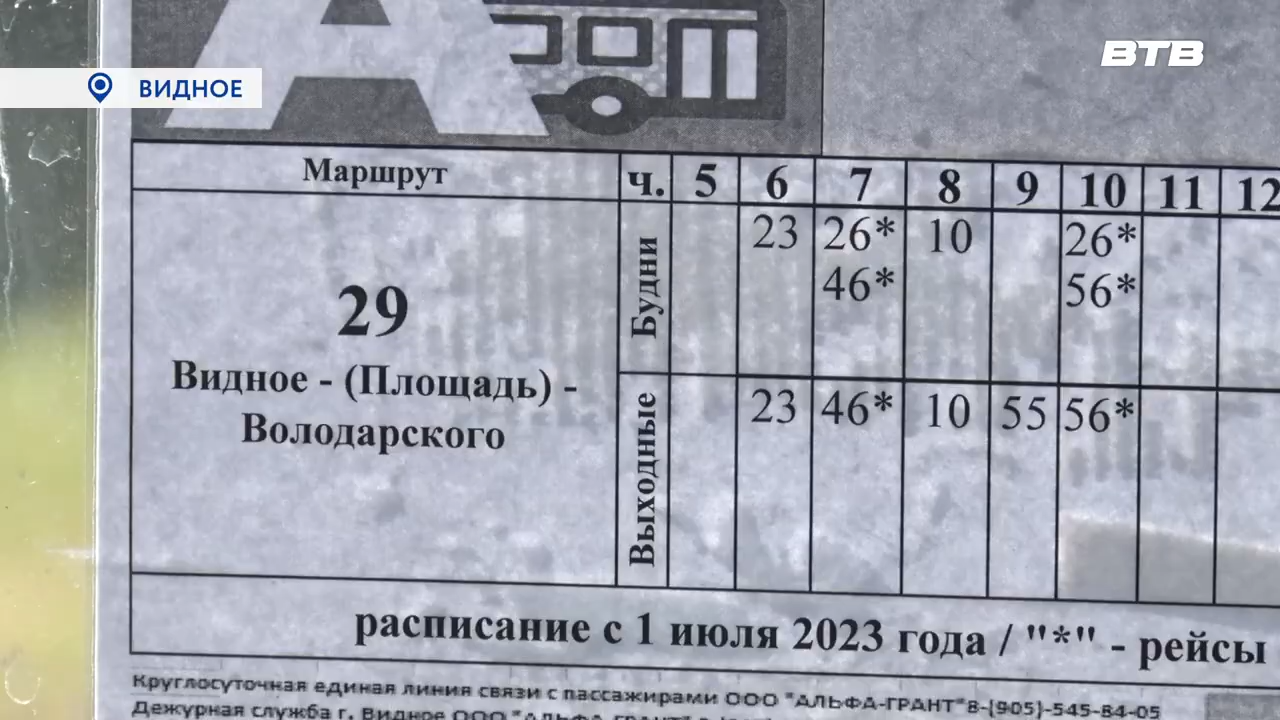 ВТВ
ВИДНОЕ
А
Маршрут ч. 5 6 7 8 9 10 11 12
Будни 23 26* 10 26*
46* 56*
29
Видное - (Площадь) -
Володарского
Выходные 23 46* 10 55 56*
расписание с 1 июля 2023 года / "*" - рейсы
Круглосуточная единая линия связи с пассажирами ООО "АЛЬФА-ГРАНТ"8-(905)-545-84-05
Дежурная служба г. Видное ООО "АЛЬФА-ГРАНТ"